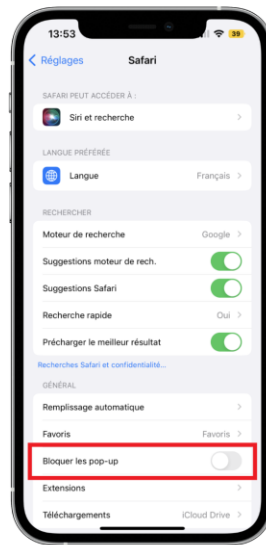 13:53
39
Réglages Safari
SAFARI PEUT ACCÉDER À :
Siri et recherche
LANGUE PRÉFÉRÉE
Langue Français
RECHERCHER
Moteur de recherche Google
Suggestions moteur de rech.
Suggestions Safari
Recherche rapide Oui
Précharger le meilleur résultat
Recherches Safari et confidentialité...
GÉNÉRAL
Remplissage automatique
Favoris Favoris
Bloquer les pop-up
Extensions
Téléchargements iCloud Drive